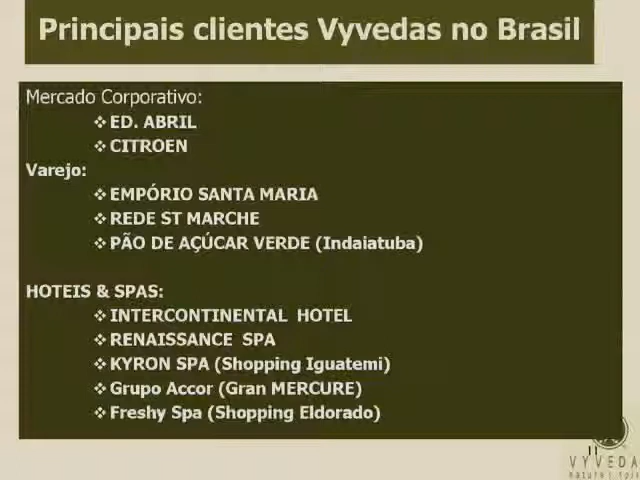 Principais clientes Vyvedas no Brasil
Mercado Corporativo:
❖ ED. ABRIL
❖ CITROEN
Varejo:
❖ EMPÓRIO SANTA MARIA
❖ REDE ST MARCHE
❖ PÃO DE AÇÚCAR VERDE (Indaiatuba)
HOTEIS & SPAS:
❖ INTERCONTINENTAL HOTEL
❖ RENAISSANCE SPA
❖ KYRON SPA (Shopping Iguatemi)
❖ Grupo Accor (Gran MERCURE)
❖ Freshy Spa (Shopping Eldorado)
11
VYVEDA